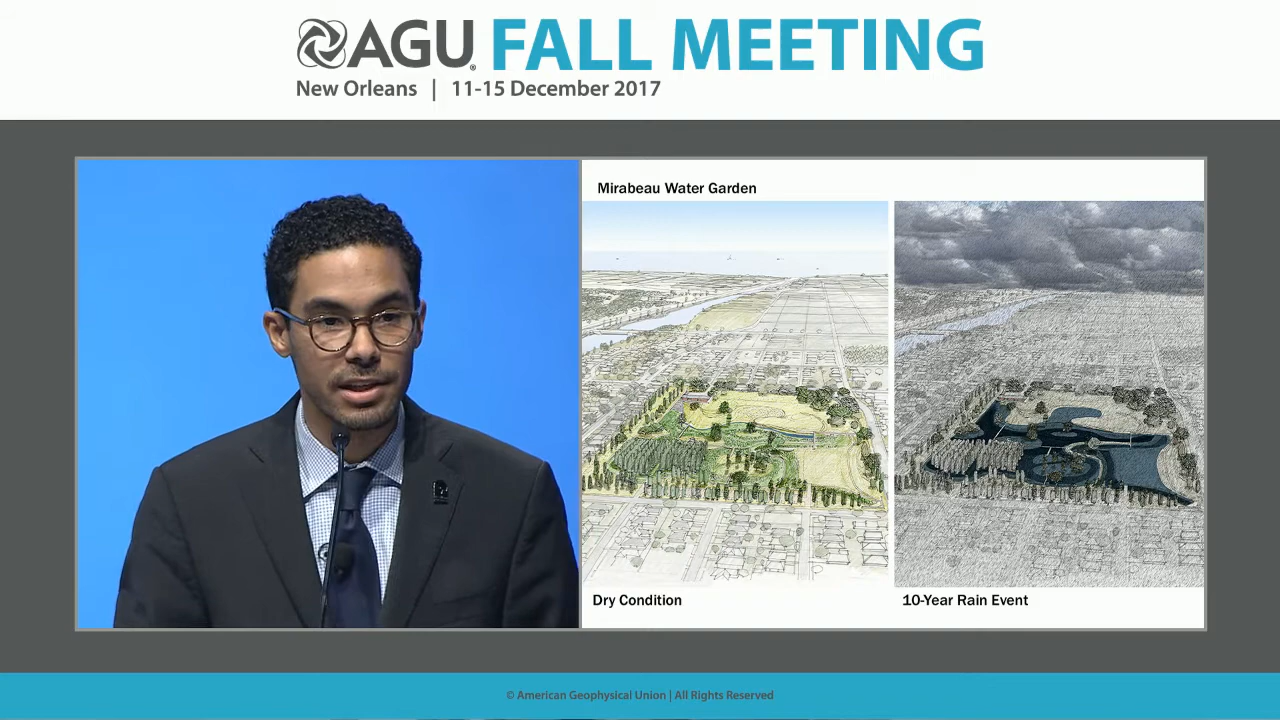 AGU FALL MEETING
New Orleans | 11-15 December 2017
Mirabeau Water Garden
Dry Condition
10-Year Rain Event
© American Geophysical Union | All Rights Reserved